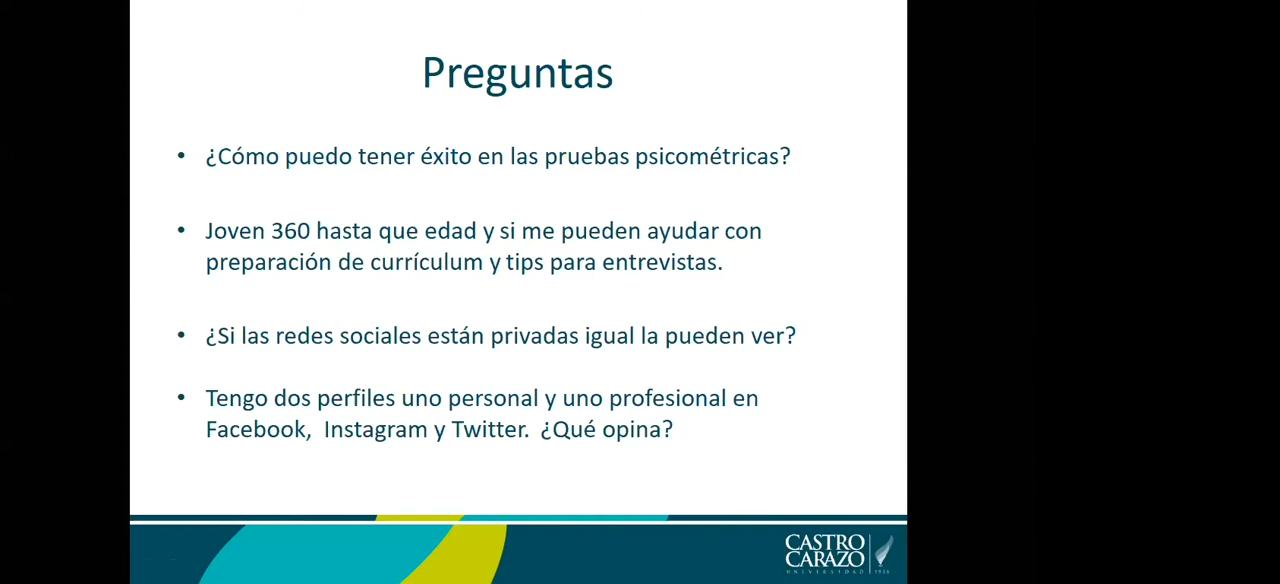 Preguntas
• ¿Cómo puedo tener éxito en las pruebas psicométricas?
• Joven 360 hasta que edad y si me pueden ayudar con
preparación de currículum y tips para entrevistas.
• ¿Si las redes sociales están privadas igual la pueden ver?
• Tengo dos perfiles uno personal y uno profesional en
Facebook, Instagram y Twitter. ¿Qué opina?
CASTRO
CARAZO
UNIVERSIDAD